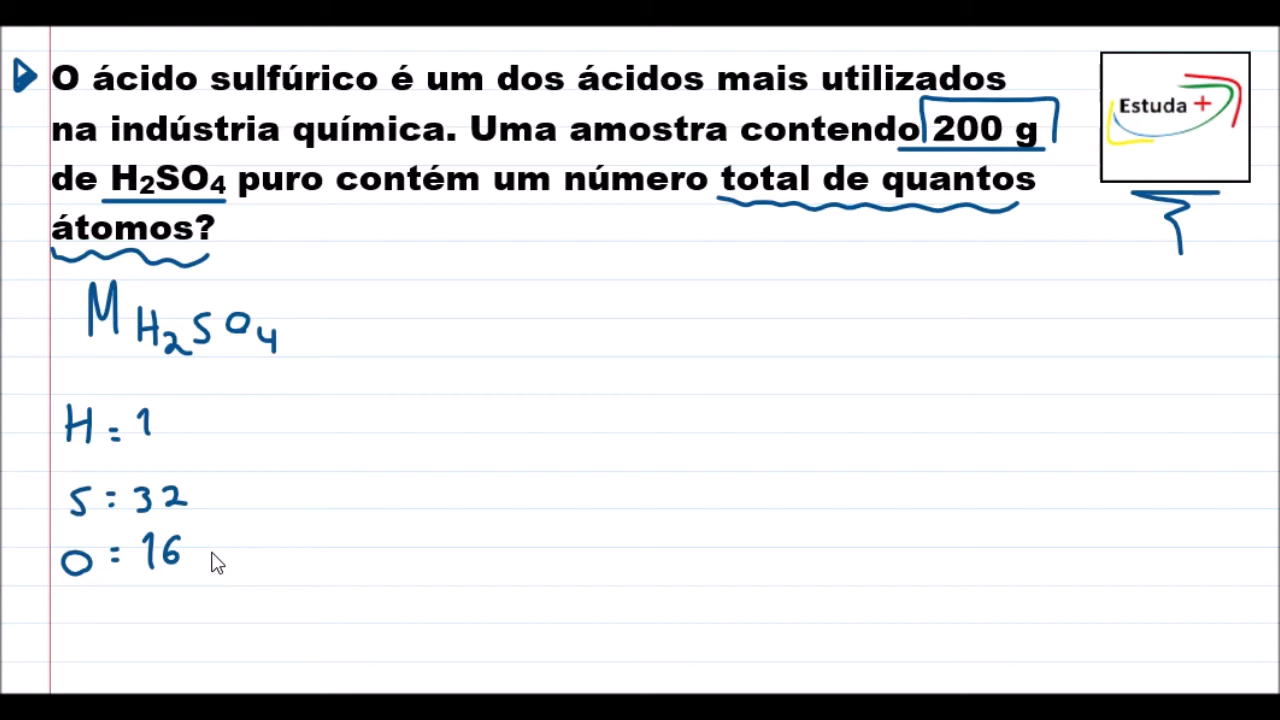 O ácido sulfúrico é um dos ácidos mais utilizados
na indústria química. Uma amostra contendo 200 g
de H₂SO₄ puro contém um número total de quantos
átomos?
Estuda +
M H₂SO₄
H = 1
S = 32
O = 16